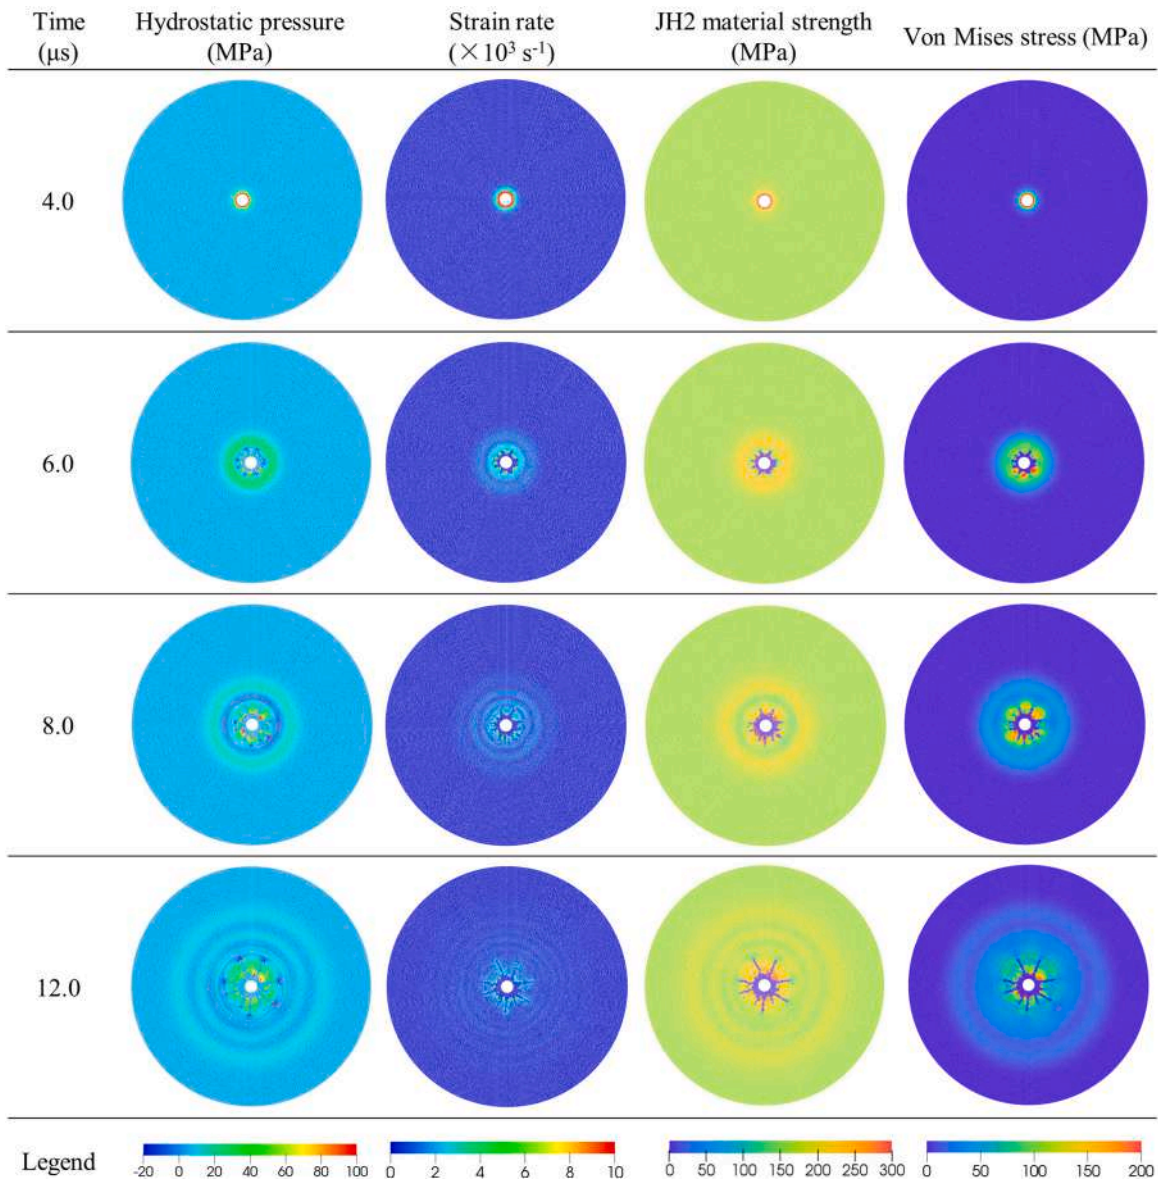 Time
(μs)
Hydrostatic pressure
(MPa)
Strain rate
(×10³ s⁻¹)
JH2 material strength
(MPa)
Von Mises stress (MPa)
4.0
6.0
8.0
12.0
Legend
-20 0 20 40 60 80 100
0 2 4 6 8 10
0 50 100 150 200 250 300
0 50 100 150 200